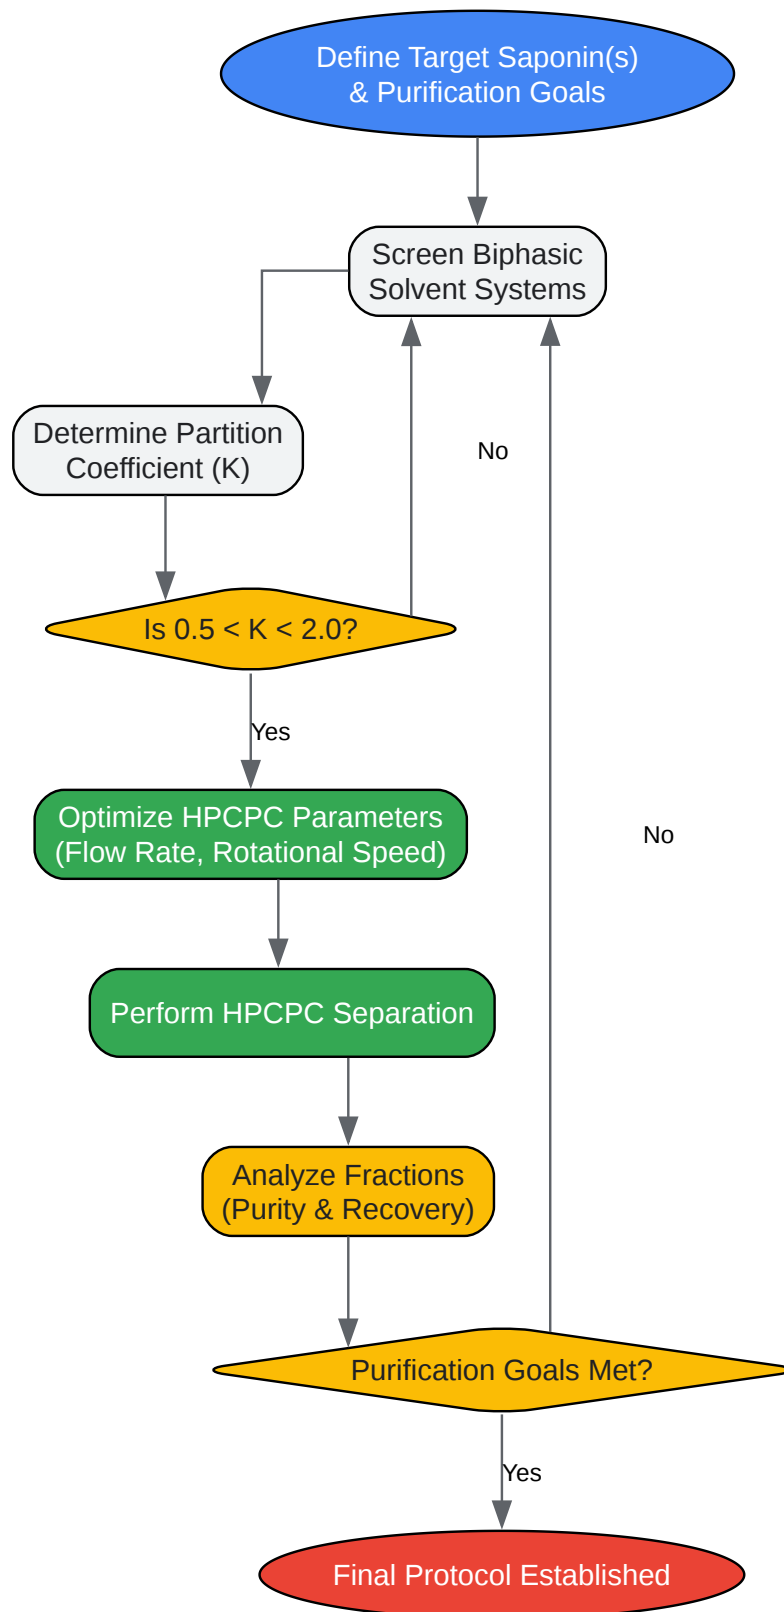 Define Target Saponin(s)
& Purification Goals
Screen Biphasic
Solvent Systems
Determine Partition
Coefficient (K)
No
Is 0.5 < K < 2.0?
Yes
Optimize HPCPC Parameters
(Flow Rate, Rotational Speed)
No
Perform HPCPC Separation
Analyze Fractions
(Purity & Recovery)
Purification Goals Met?
Yes
Final Protocol Established